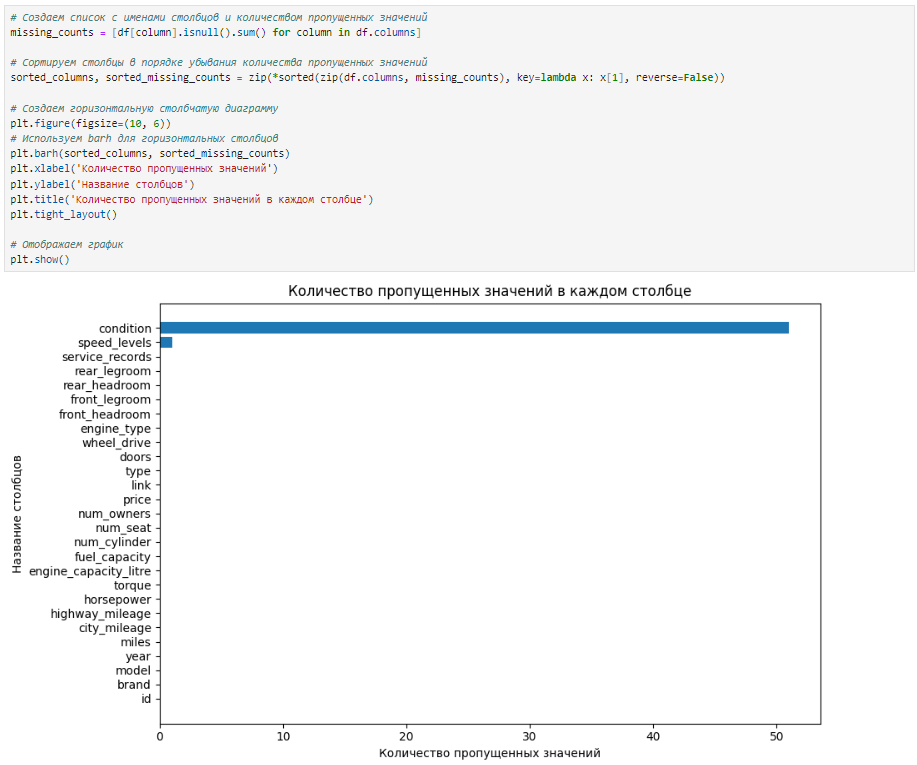 # Создаем список с именами столбцов и количеством пропущенных значений
missing_counts = [df[column].isnull().sum() for column in df.columns]
# Сортируем столбцы в порядке убывания количества пропущенных значений
sorted_columns, sorted_missing_counts = zip(*sorted(zip(df.columns, missing_counts), key=lambda x: x[1], reverse=False))
# Создаем горизонтальную столбчатую диаграмму
plt.figure(figsize=(10, 6))
# Используем barh для горизонтальных столбцов
plt.barh(sorted_columns, sorted_missing_counts)
plt.xlabel('Количество пропущенных значений')
plt.ylabel('Название столбцов')
plt.title('Количество пропущенных значений в каждом столбце')
plt.tight_layout()
# Отображаем график
plt.show()
Количество пропущенных значений в каждом столбце
Название столбцов
condition
speed_levels
service_records
rear_legroom
rear_headroom
front_legroom
front_headroom
engine_type
wheel_drive
doors
type
link
price
num_owners
num_seat
num_cylinder
fuel_capacity
engine_capacity_litre
torque
horsepower
highway_mileage
city_mileage
miles
year
model
brand
id
0 10 20 30 40 50
Количество пропущенных значений